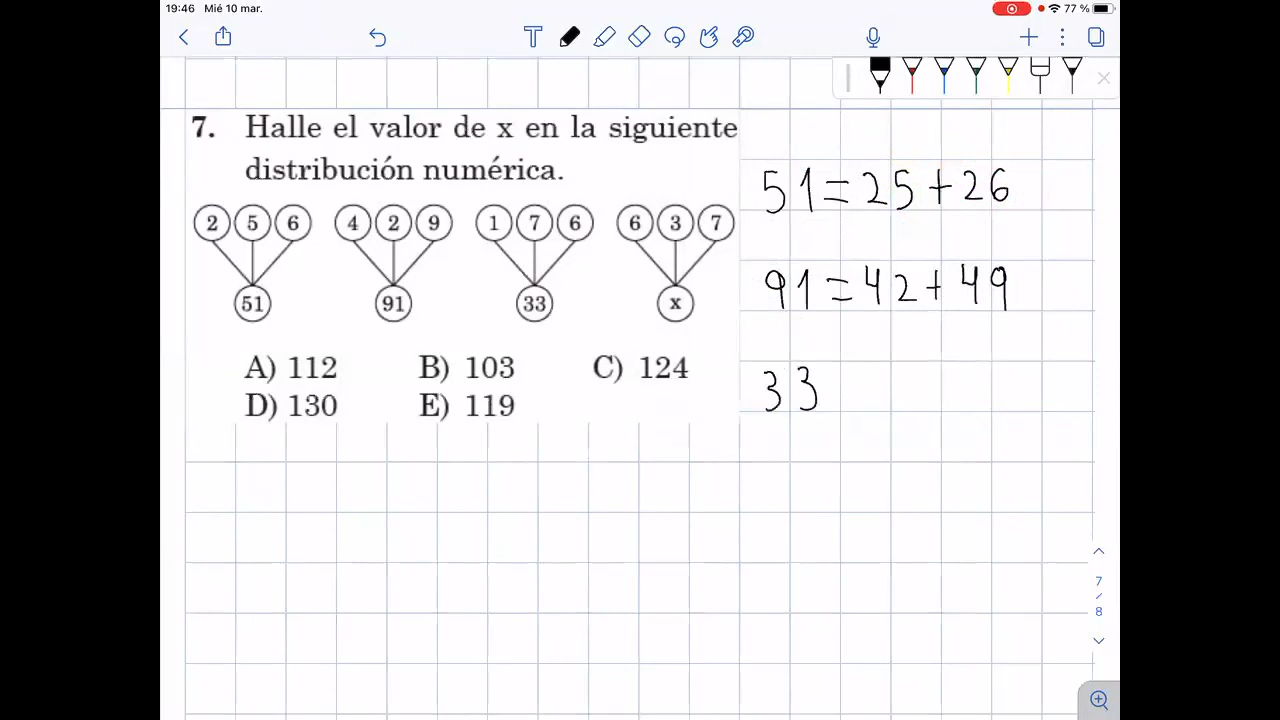 19:46 Mié 10 mar.
77 %
T
7. Halle el valor de x en la siguiente
distribución numérica.
2 5 6 4 2 9 1 7 6 6 3 7
51 91 33 x
A) 112 B) 103 C) 124
D) 130 E) 119
51=25+26
91=42+49
33
7
/
8